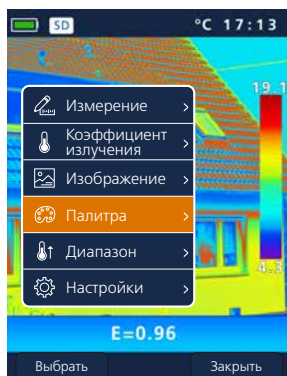 SD °C 17:13
19.1
Измерение
Коэффициент
излучения
Изображение
Палитра
Диапазон
4.3
Настройки
E=0.96
Выбрать Закрыть